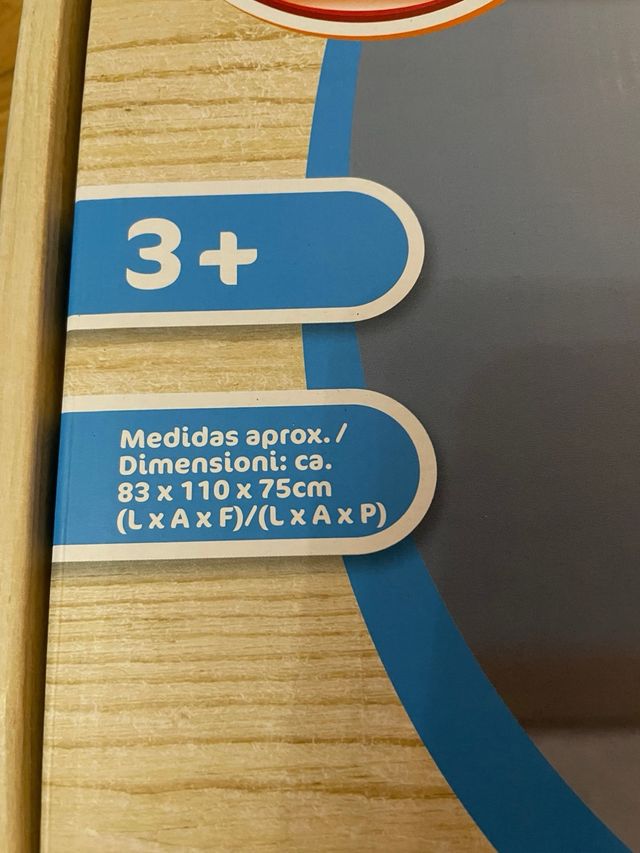 3+
Medidas aprox. /
Dimensioni: ca.
83 x 110 x 75cm
(L x A x F)/(L x A x P)